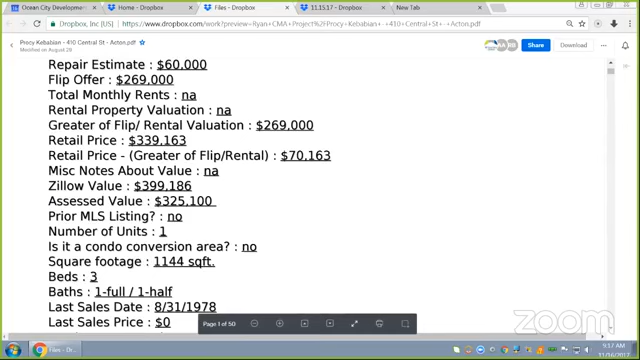 Ocean City Development
Home - Dropbox
Files - Dropbox
11.15.17 - Dropbox
New Tab
Dropbox, Inc [US]
https://www.dropbox.com/work?preview=Ryan+CMA+Project%2FProcy+Kebabian+-+410+Central+St+-+Acton.pdf
Procy Kebabian - 410 Central St - Acton.pdf
Modified on August 29
Share
Download
Repair Estimate : $60,000
Flip Offer : $269,000
Total Monthly Rents : na
Rental Property Valuation : na
Greater of Flip/ Rental Valuation : $269,000
Retail Price : $339,163
Retail Price - (Greater of Flip/Rental) : $70,163
Misc Notes About Value : na
Zillow Value : $399,186
Assessed Value : $325,100
Prior MLS Listing? : no
Number of Units : 1
Is it a condo conversion area? : no
Square footage : 1144 sqft.
Beds : 3
Baths : 1-full / 1-half
Last Sales Date : 8/31/1978
Last Sales Price : $0
Page 1 of 50
zoom
Files - Dr...
9:17 AM
11/16/2017